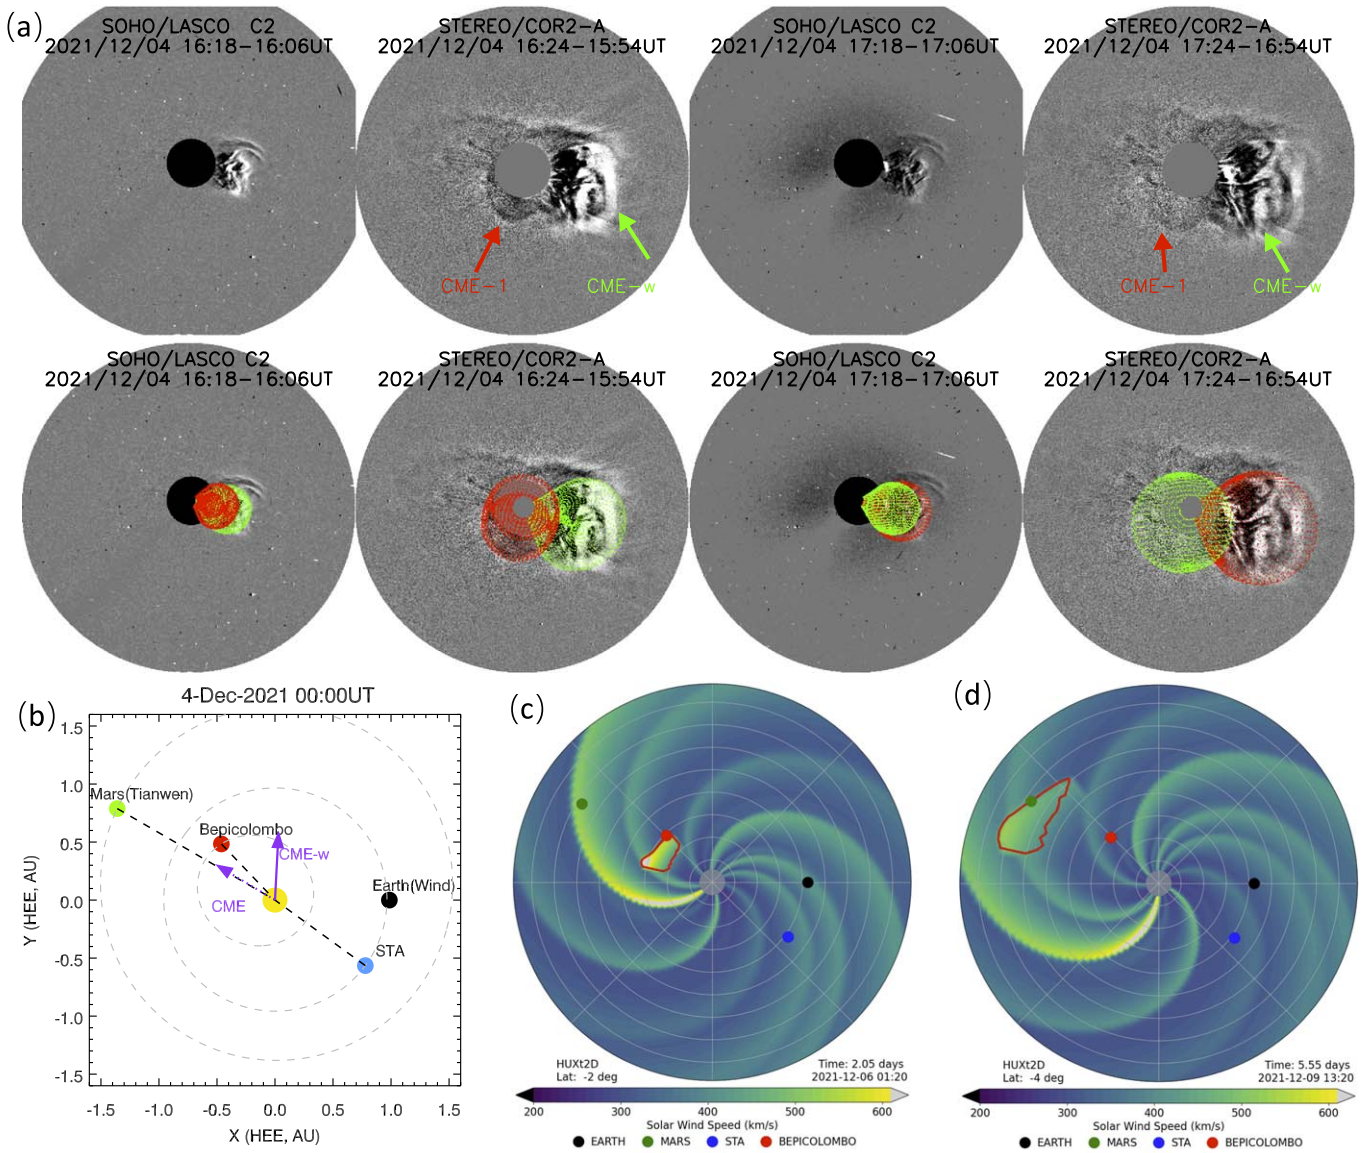 (a)
SOHO/LASCO C2
2021/12/04 16:18-16:06UT
STEREO/COR2-A
2021/12/04 16:24-15:54UT
SOHO/LASCO C2
2021/12/04 17:18-17:06UT
STEREO/COR2-A
2021/12/04 17:24-16:54UT
CME-1
CME-w
CME-1
CME-w
SOHO/LASCO C2
2021/12/04 16:18-16:06UT
STEREO/COR2-A
2021/12/04 16:24-15:54UT
SOHO/LASCO C2
2021/12/04 17:18-17:06UT
STEREO/COR2-A
2021/12/04 17:24-16:54UT
(b)
4-Dec-2021 00:00UT
1.5
1.0
0.5
0.0
-0.5
-1.0
-1.5
Y (HEE, AU)
Mars(Tianwen)
Bepicolombo
CME-w
CME
Earth(Wind)
STA
-1.5 -1.0 -0.5 0.0 0.5 1.0 1.5
X (HEE, AU)
(c)
HUXt2D
Lat: -2 deg
Time: 2.05 days
2021-12-06 01:20
200 300 400 500 600
Solar Wind Speed (km/s)
EARTH MARS STA BEPICOLOMBO
(d)
HUXt2D
Lat: -4 deg
Time: 5.55 days
2021-12-09 13:20
200 300 400 500 600
Solar Wind Speed (km/s)
EARTH MARS STA BEPICOLOMBO